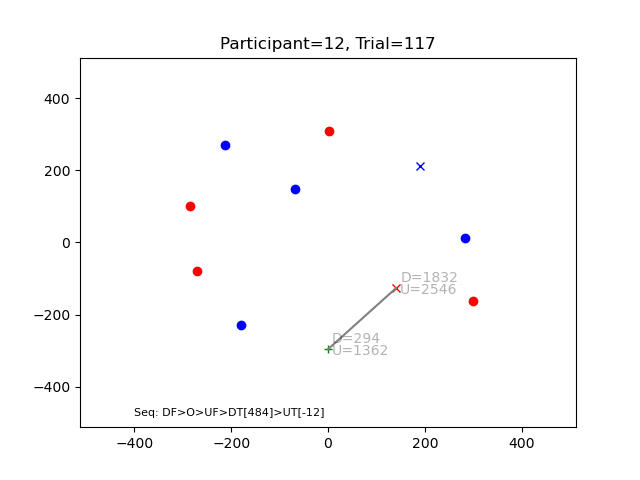 Participant=12, Trial=117
400
200
0
−200
−400
D=1832
U=2546
D=294
U=1362
Seq: DF>O>UF>DT[484]>UT[-12]
−400 −200 0 200 400